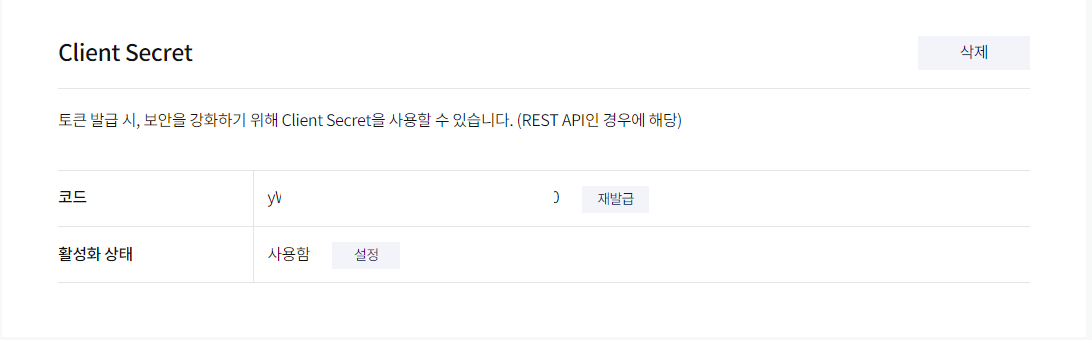 Client Secret
삭제
토큰 발급 시, 보안을 강화하기 위해 Client Secret을 사용할 수 있습니다. (REST API인 경우에 해당)
코드
재발급
활성화 상태
사용함
설정